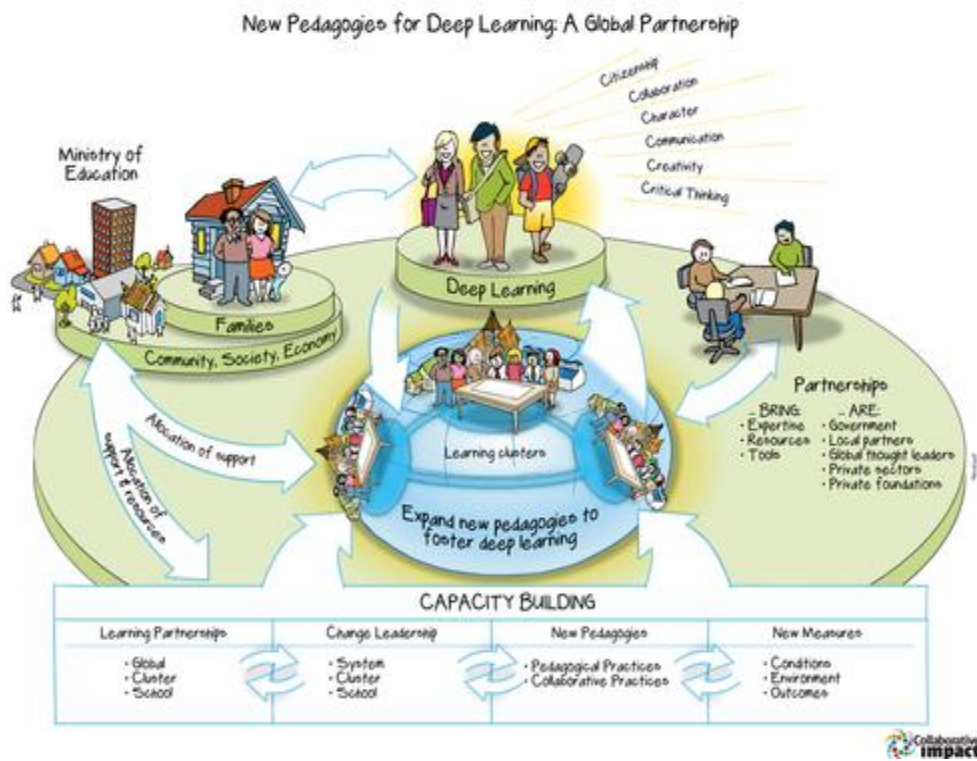 New Pedagogies for Deep Learning: A Global Partnership
Citizenship
Collaboration
Character
Communication
Creativity
Critical Thinking
Ministry of
Education
Families
Community, Society, Economy
Deep Learning
Allocation of support
Allocation of
support & resources
Learning clusters
Expand new pedagogies to
foster deep learning
Partnerships
... BRING:
• Expertise
• Resources
• Tools
... ARE:
• Government
• Local partners
• Global thought leaders
• Private sectors
• Private foundations
CAPACITY BUILDING
Learning Partnerships
• Global
• Cluster
• School
Change Leadership
• System
• Cluster
• School
New Pedagogies
• Pedagogical Practices
• Collaborative Practices
New Measures
• Conditions
• Environment
• Outcomes
Collaborative
impact